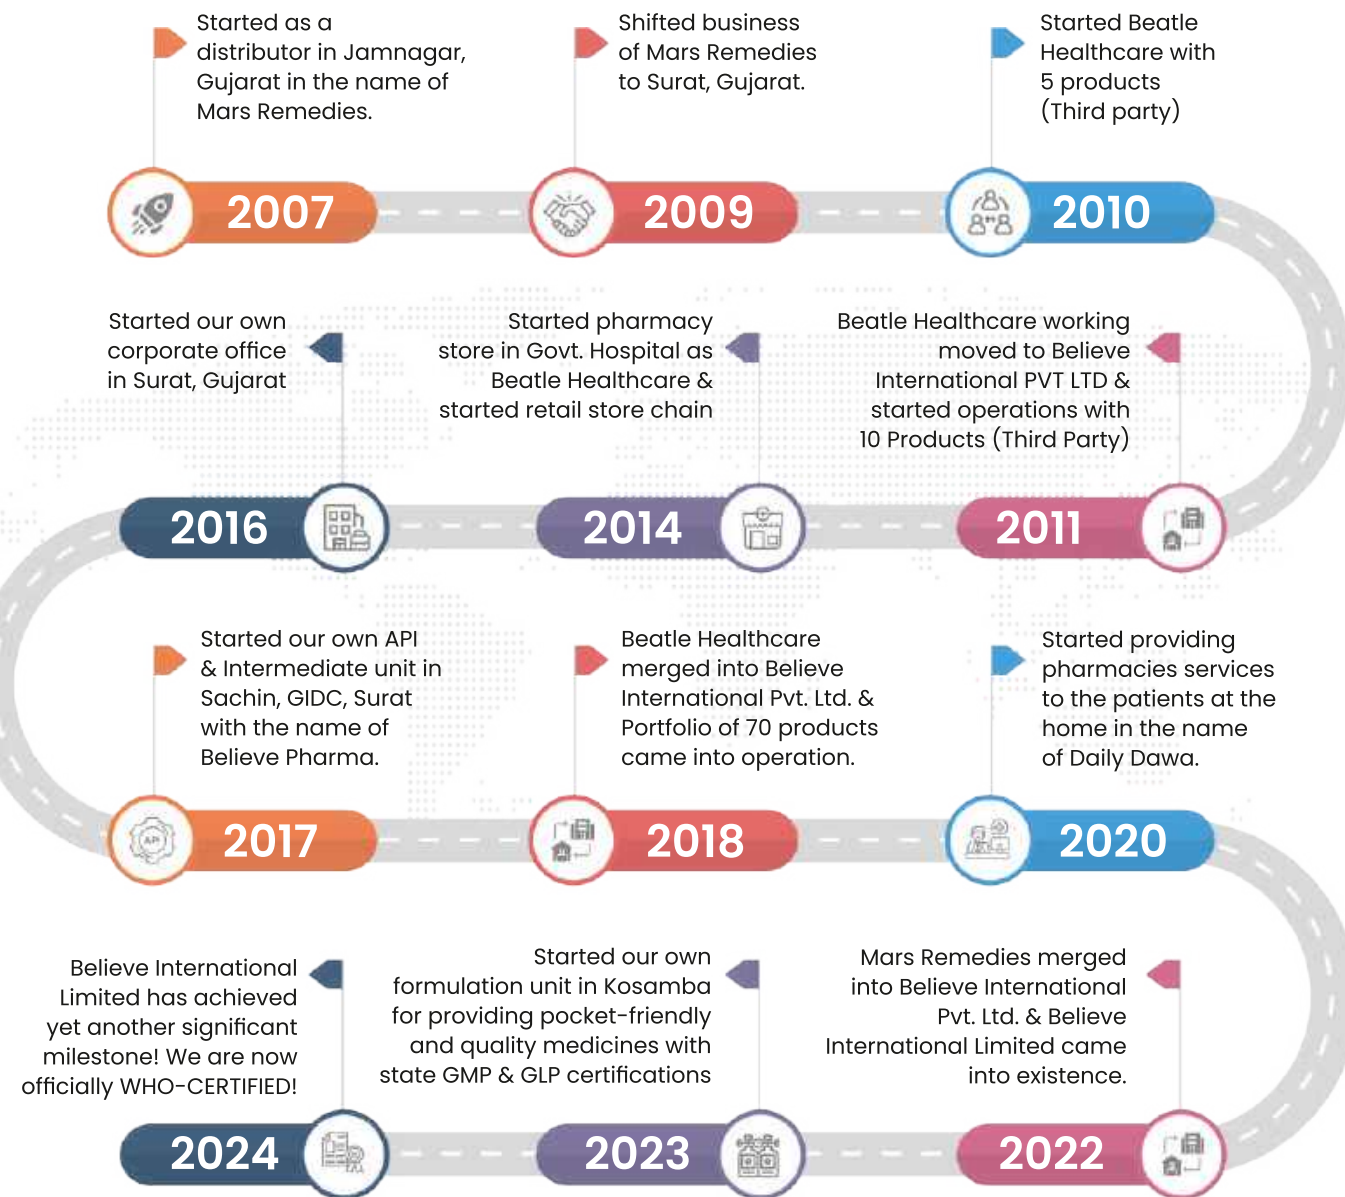 Started as a
distributor in Jamnagar,
Gujarat in the name of
Mars Remedies.
2007
Shifted business
of Mars Remedies
to Surat, Gujarat.
2009
Started Beatle
Healthcare with
5 products
(Third party)
2010
Beatle Healthcare working
moved to Believe
International PVT LTD &
started operations with
10 Products (Third Party)
2011
Started pharmacy
store in Govt. Hospital as
Beatle Healthcare &
started retail store chain
2014
Started our own
corporate office
in Surat, Gujarat
2016
Started our own API
& Intermediate unit in
Sachin, GIDC, Surat
with the name of
Believe Pharma.
API
2017
Beatle Healthcare
merged into Believe
International Pvt. Ltd. &
Portfolio of 70 products
came into operation.
2018
Started providing
pharmacies services
to the patients at the
home in the name
of Daily Dawa.
2020
Mars Remedies merged
into Believe International
Pvt. Ltd. & Believe
International Limited came
into existence.
2022
Started our own
formulation unit in Kosamba
for providing pocket-friendly
and quality medicines with
state GMP & GLP certifications
2023
Believe International
Limited has achieved
yet another significant
milestone! We are now
officially WHO-CERTIFIED!
2024